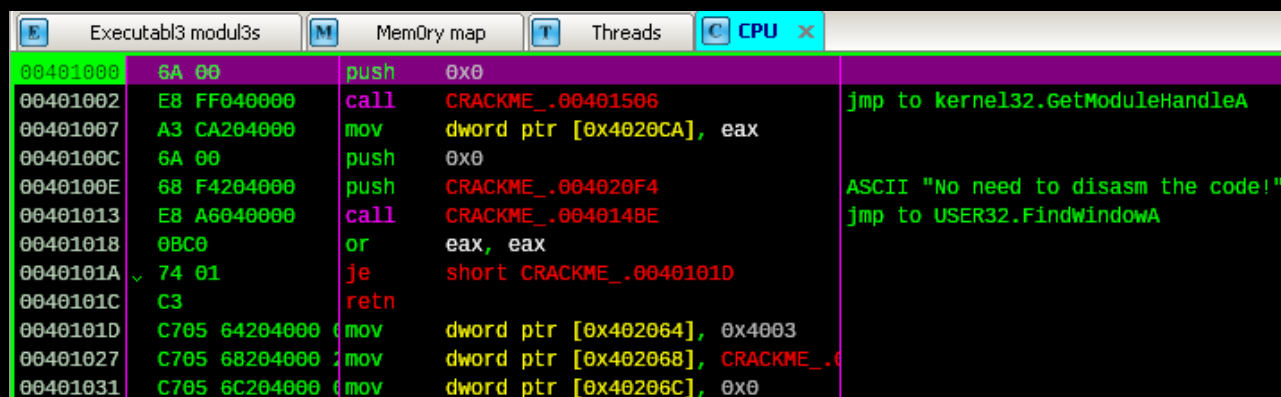 E Executabl3 modul3s M Mem0ry map T Threads C CPU ×
00401000 6A 00 push 0x0
00401002 E8 FF040000 call CRACKME_.00401506 jmp to kernel32.GetModuleHandleA
00401007 A3 CA204000 mov dword ptr [0x4020CA], eax
0040100C 6A 00 push 0x0
0040100E 68 F4204000 push CRACKME_.004020F4 ASCII "No need to disasm the code!"
00401013 E8 A6040000 call CRACKME_.004014BE jmp to USER32.FindWindowA
00401018 0BC0 or eax, eax
0040101A 74 01 je short CRACKME_.0040101D
0040101C C3 retn
0040101D C705 64204000 mov dword ptr [0x402064], 0x4003
00401027 C705 68204000 mov dword ptr [0x402068], CRACKME_.
00401031 C705 6C204000 mov dword ptr [0x40206C], 0x0